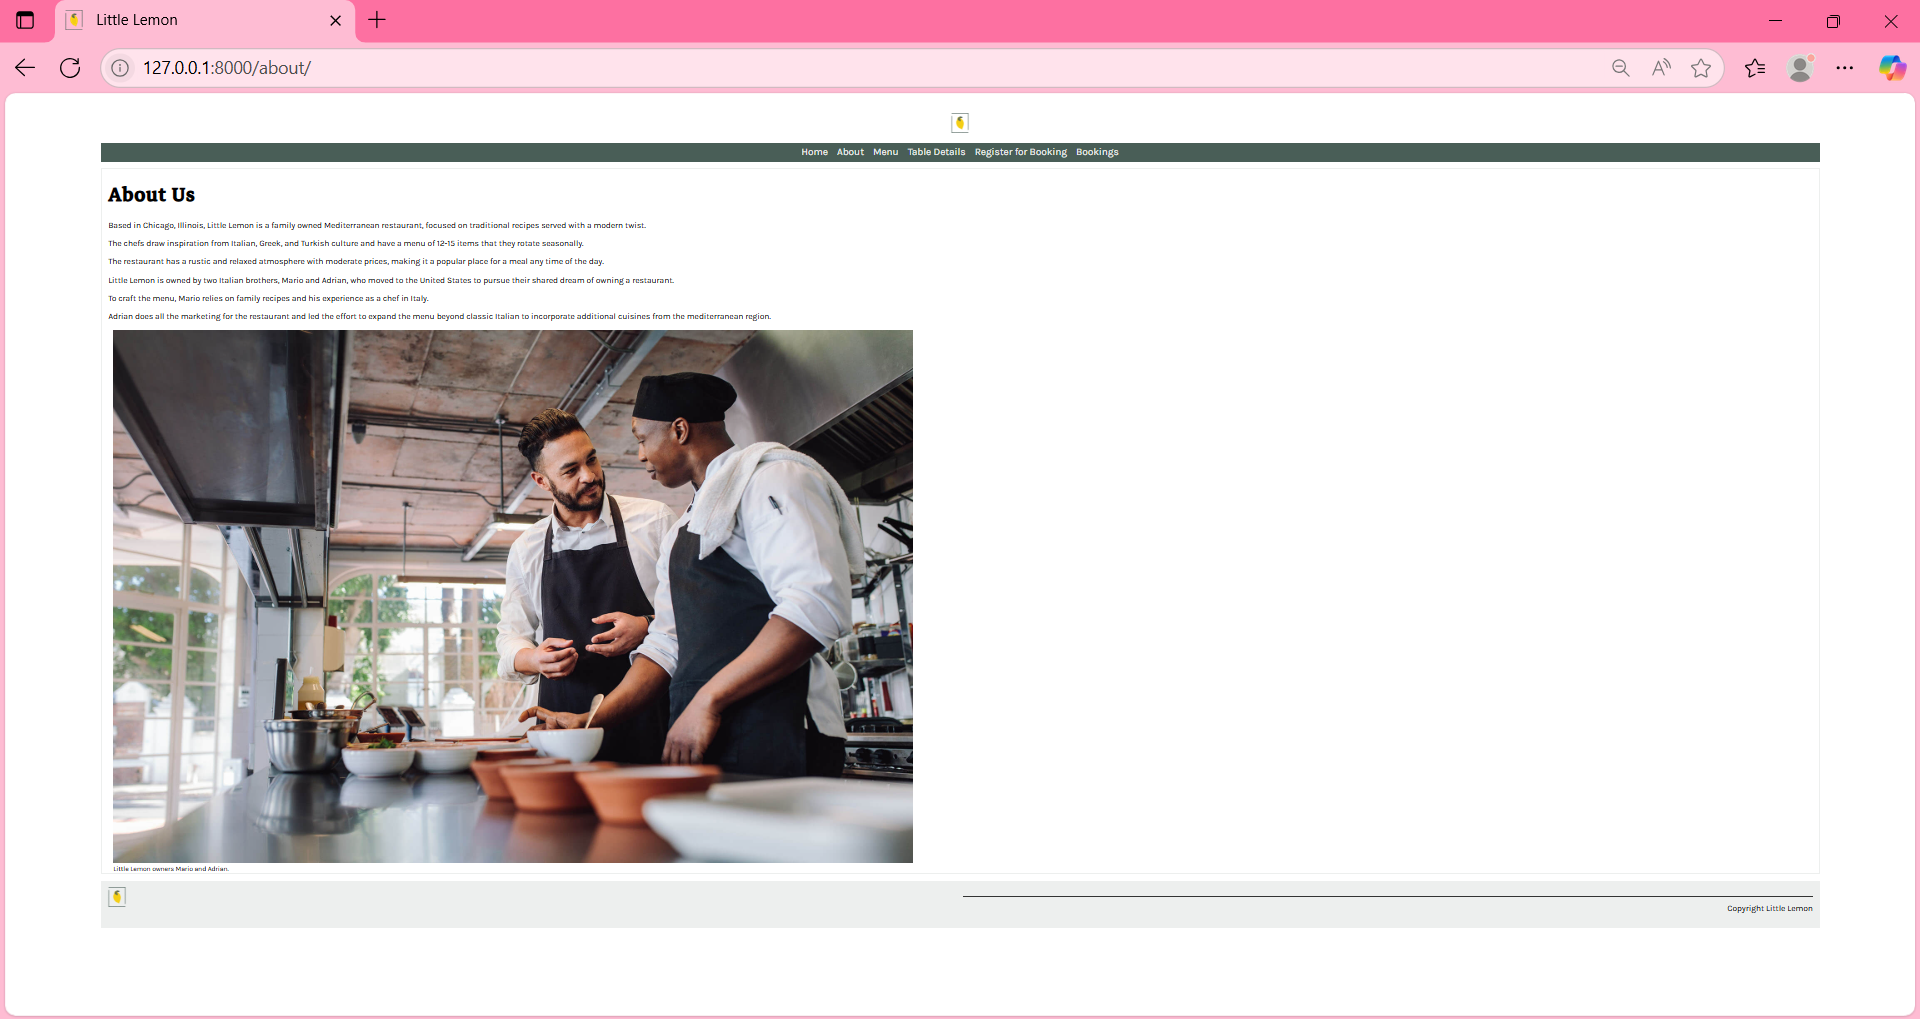 Little Lemon
127.0.0.1:8000/about/
Home About Menu Table Details Register for Booking Bookings
About Us
Based in Chicago, Illinois, Little Lemon is a family owned Mediterranean restaurant, focused on traditional recipes served with a modern twist.
The chefs draw inspiration from Italian, Greek, and Turkish culture and have a menu of 12-15 items that they rotate seasonally.
The restaurant has a rustic and relaxed atmosphere with moderate prices, making it a popular place for a meal any time of the day.
Little Lemon is owned by two Italian brothers, Mario and Adrian, who moved to the United States to pursue their shared dream of owning a restaurant.
To craft the menu, Mario relies on family recipes and his experience as a chef in Italy.
Adrian does all the marketing for the restaurant and led the effort to expand the menu beyond classic Italian to incorporate additional cuisines from the mediterranean region.
Little Lemon owners Mario and Adrian.
Copyright Little Lemon